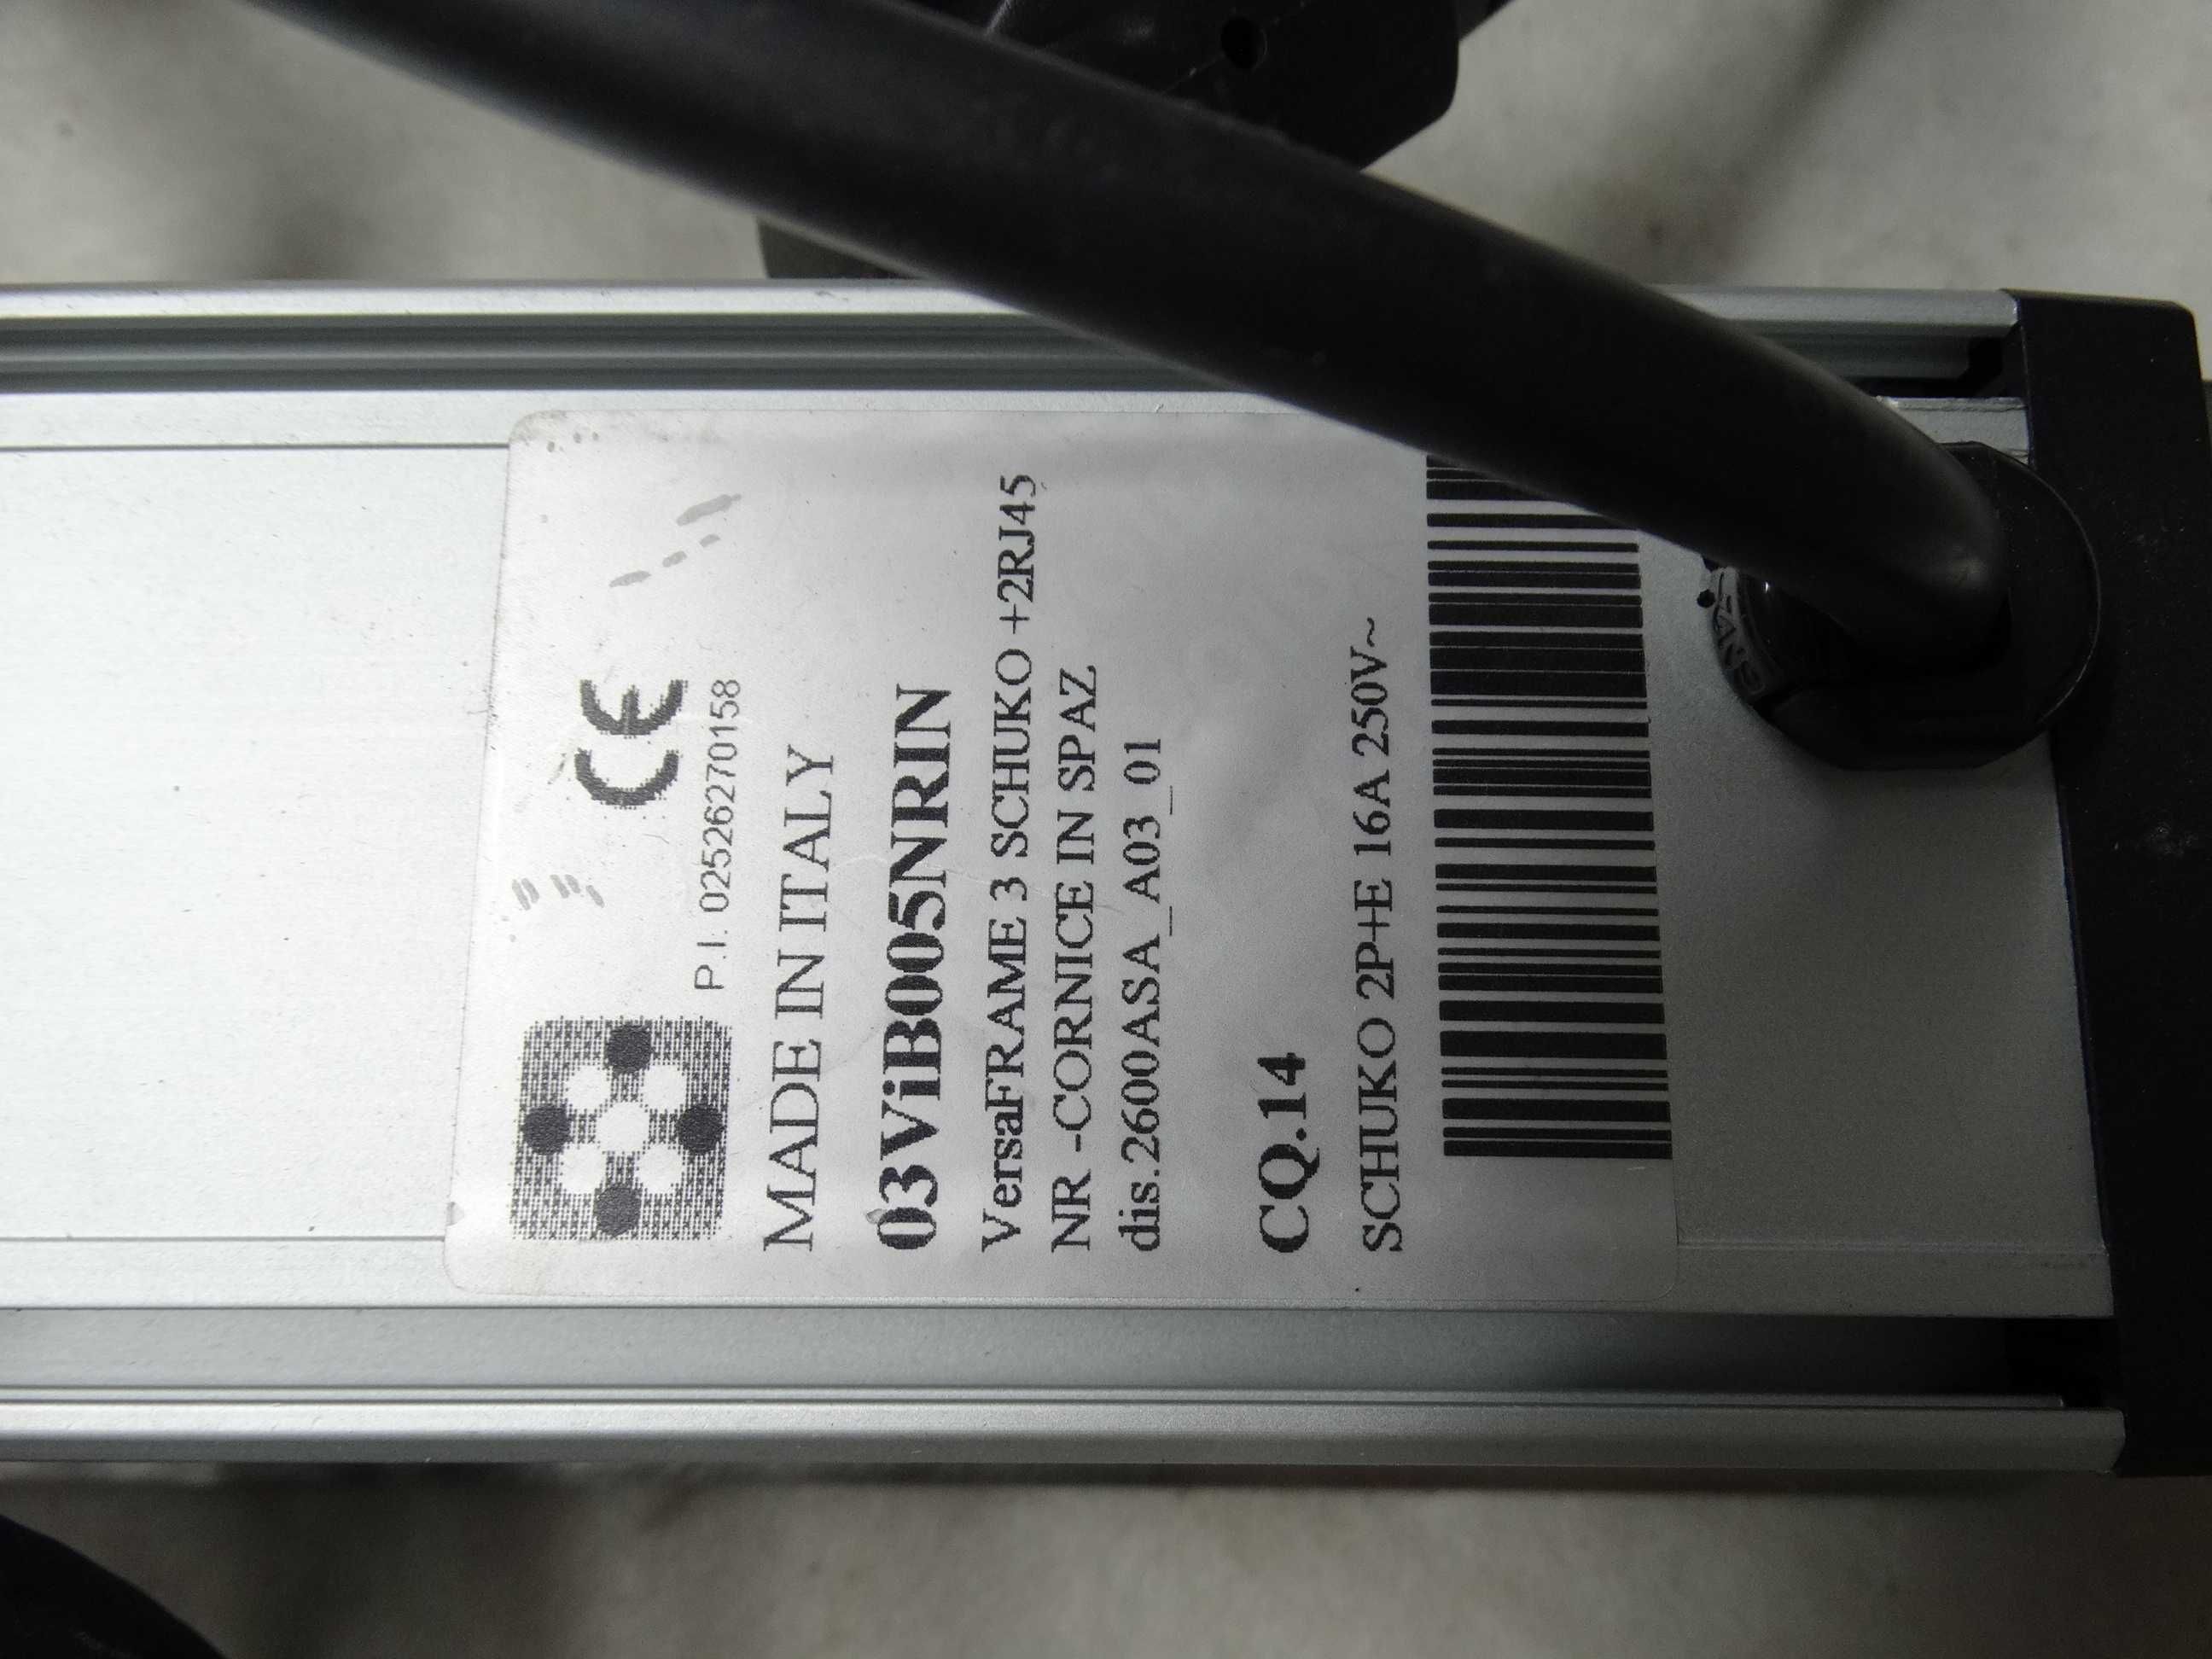 CE
P.I. 02526270158
MADE IN ITALY
03ViB005NRIN
VersaFRAME 3 SCHUKO +2RJ45
NR -CORNICE IN SPAZ
dis.2600ASA_A03_01
CQ.14
SCHUKO 2P+E 16A 250V~